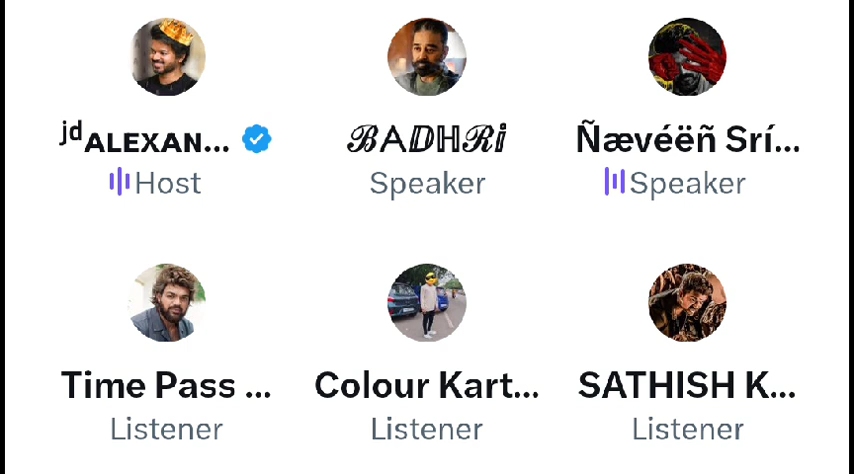 ʲᵈALEXAN...
ℬADℍℛi
Ñævéëñ Srí...
Host
Speaker
Speaker
Time Pass ...
Colour Kart...
SATHISH K...
Listener
Listener
Listener